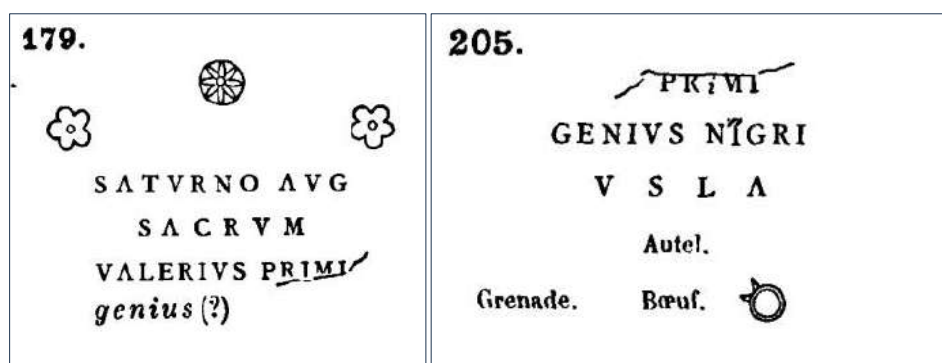 179.
SATVRNO AVG
SACRVM
VALERIVS PRIMI
genius (?)
205.
PRiMI
GENIVS NIGRI
V S L A
Autel.
Grenade. Bœuf.